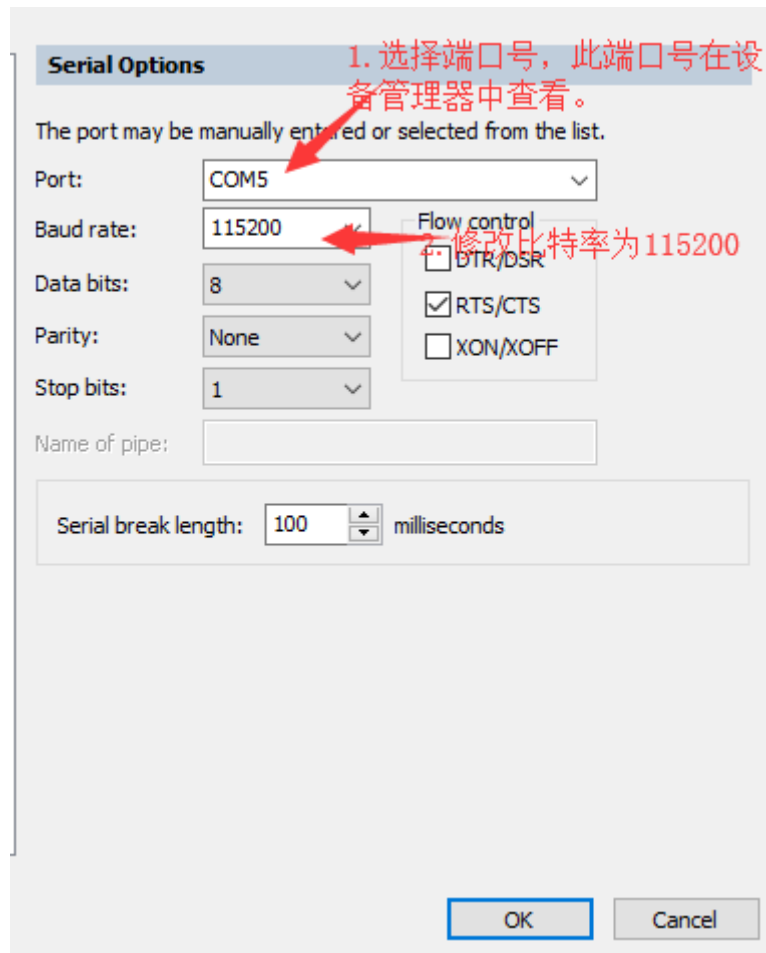 Serial Options
1.选择端口号，此端口号在设
备管理器中查看。
The port may be manually entered or selected from the list.
Port:
COM5
Baud rate:
115200
Flow control
2.修改比特率为115200
DTR/DSR
Data bits:
8
RTS/CTS
Parity:
None
XON/XOFF
Stop bits:
1
Name of pipe:
Serial break length:
100
milliseconds
OK
Cancel